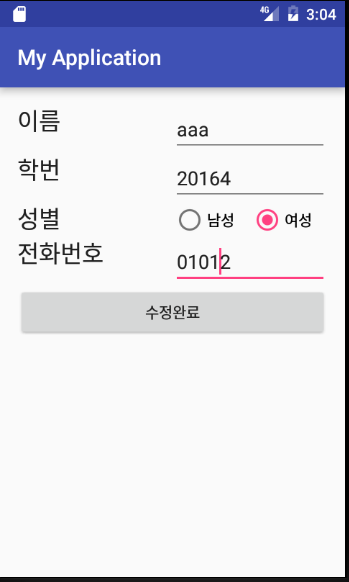 4G 3:04
My Application
이름 aaa
학번 20164
성별 남성 여성
전화번호 01012
수정완료